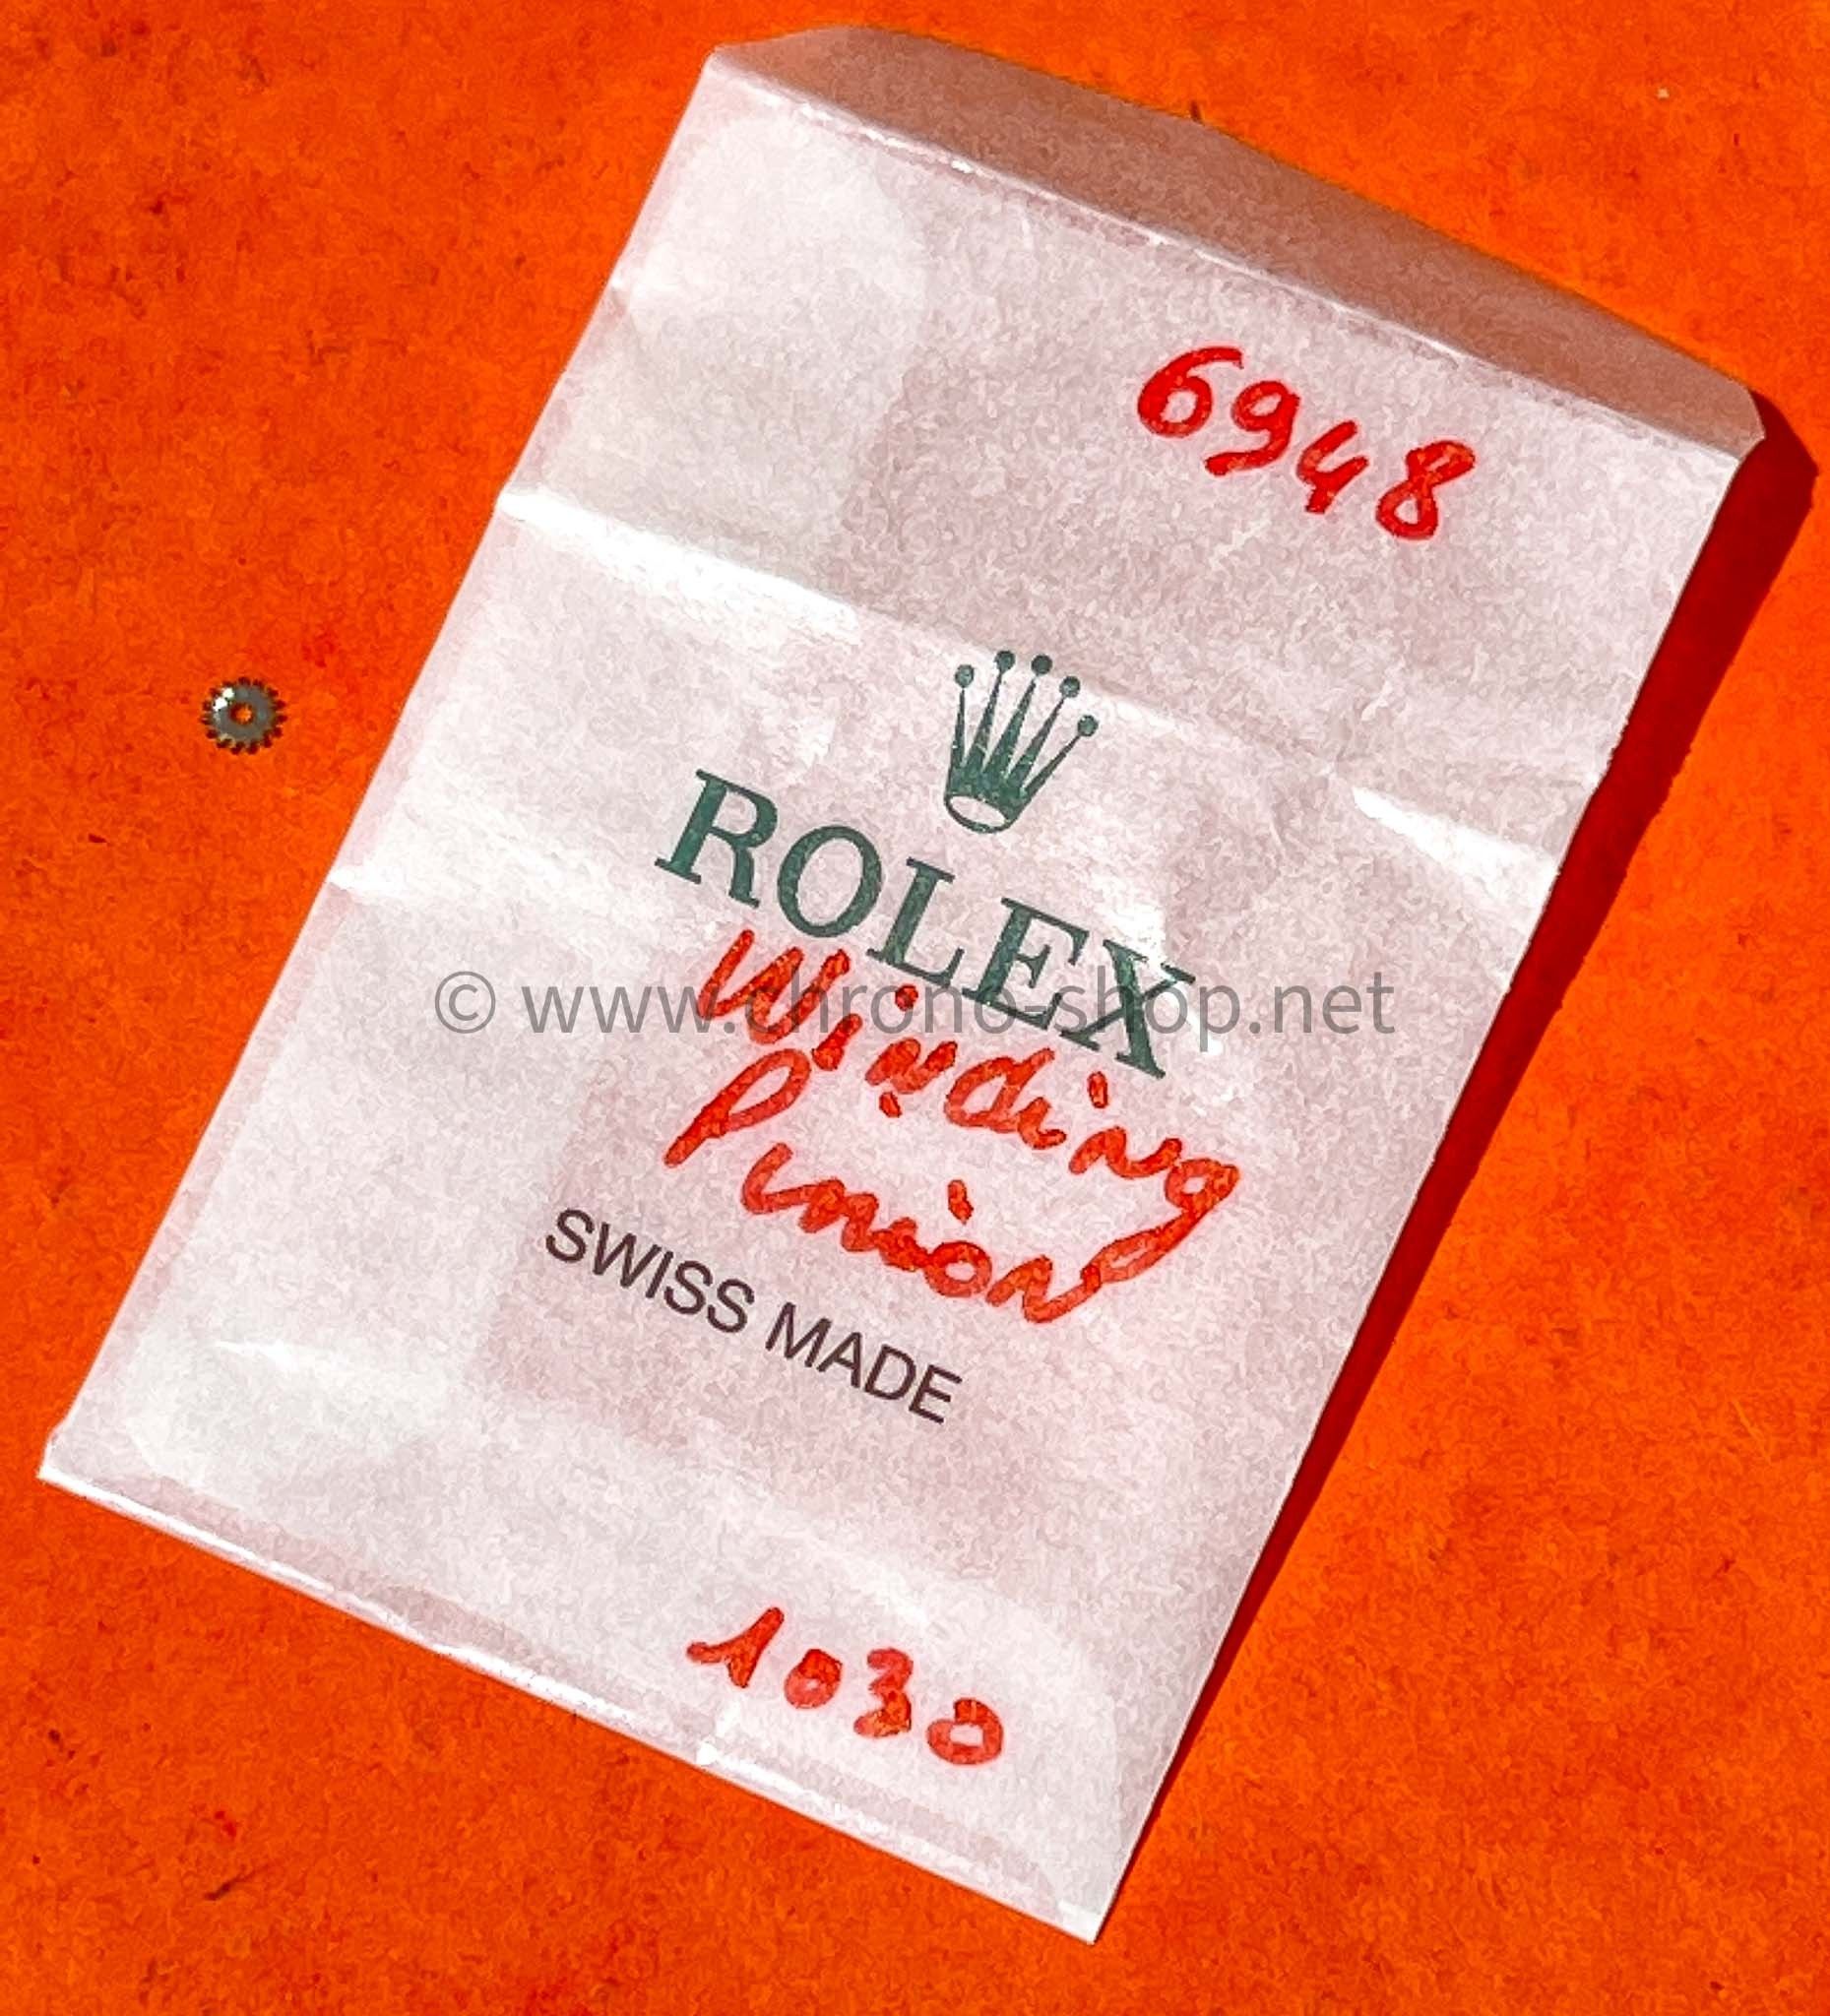 6948
ROLEX
Winding
Pinion
SWISS MADE
1030
© www.chrono-shop.net